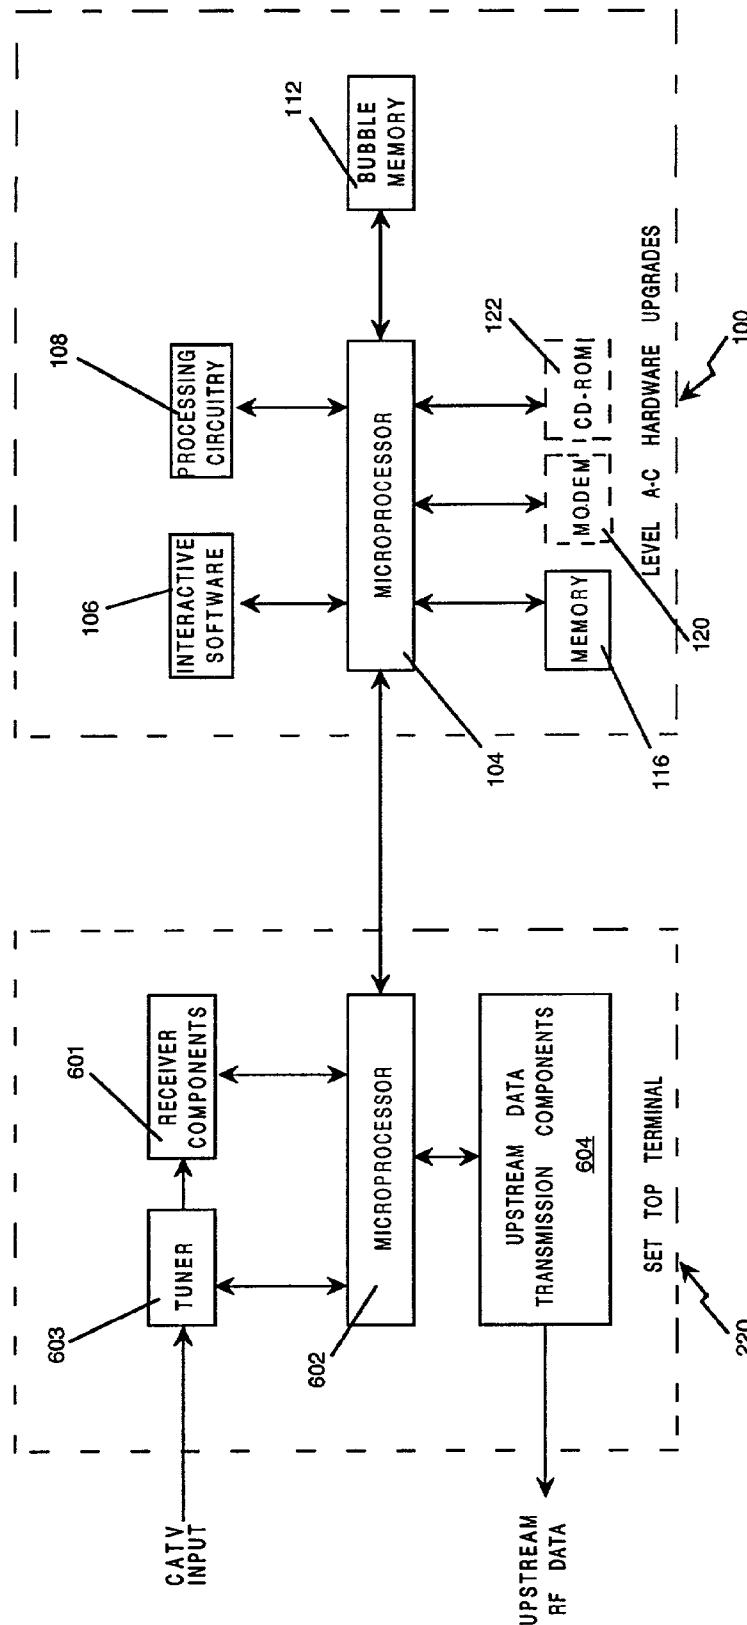 603
TUNER
601
RECEIVER
COMPONENTS
CATV
INPUT
602
MICROPROCESSOR
UPSTREAM DATA
TRANSMISSION COMPONENTS
604
UPSTREAM
RF DATA
SET TOP TERMINAL
220
106
INTERACTIVE
SOFTWARE
108
PROCESSING
CIRCUITRY
104
MICROPROCESSOR
112
BUBBLE
MEMORY
116
MEMORY
120
MODEM
122
CD-ROM
LEVEL A-C HARDWARE UPGRADES
100